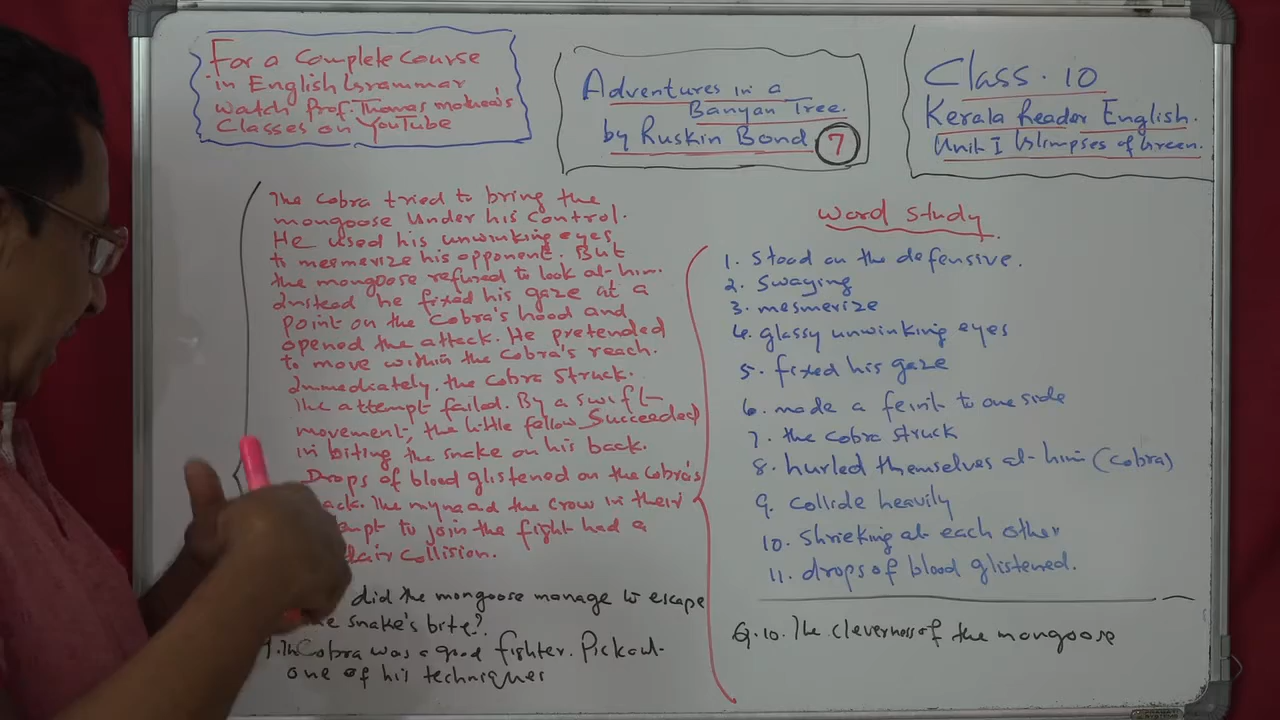 For a Complete Course
in English Grammar
watch Prof. Thomas
Classes on YouTube
Adventures in a
Banyan Tree.
by Ruskin Bond 7
Class. 10
Kerala Reader English.
Unit I Glimpses of Green.
The Cobra tried to bring the
mongoose under his control.
He used his unwinking eyes
to mesmerize his opponent. But
the mongoose refused to look at him.
Instead he fixed his gaze at a
point on the Cobra's hood and
opened the attack. He pretended
to move within the Cobra's reach.
Immediately, the Cobra struck.
The attempt failed. By a swift
movement, the little fellow Succeeded
in biting the snake on his back.
Drops of blood glistened on the Cobra's
The myna and the crow in their
to join the fight had a
Collision.
did the mongoose manage to escape
snake's bite?
The Cobra was a good fighter. Pick out
one of his techniques
word study
1. Stood on the defensive.
2. Swaying
3. mesmerize
4. glassy unwinking eyes
5. fixed his gaze
6. made a feint to one side
7. the cobra struck
8. hurled themselves at him (cobra)
9. collide heavily
10. shrieking at each other
11. drops of blood glistened.
Q.10. The cleverness of the mongoose